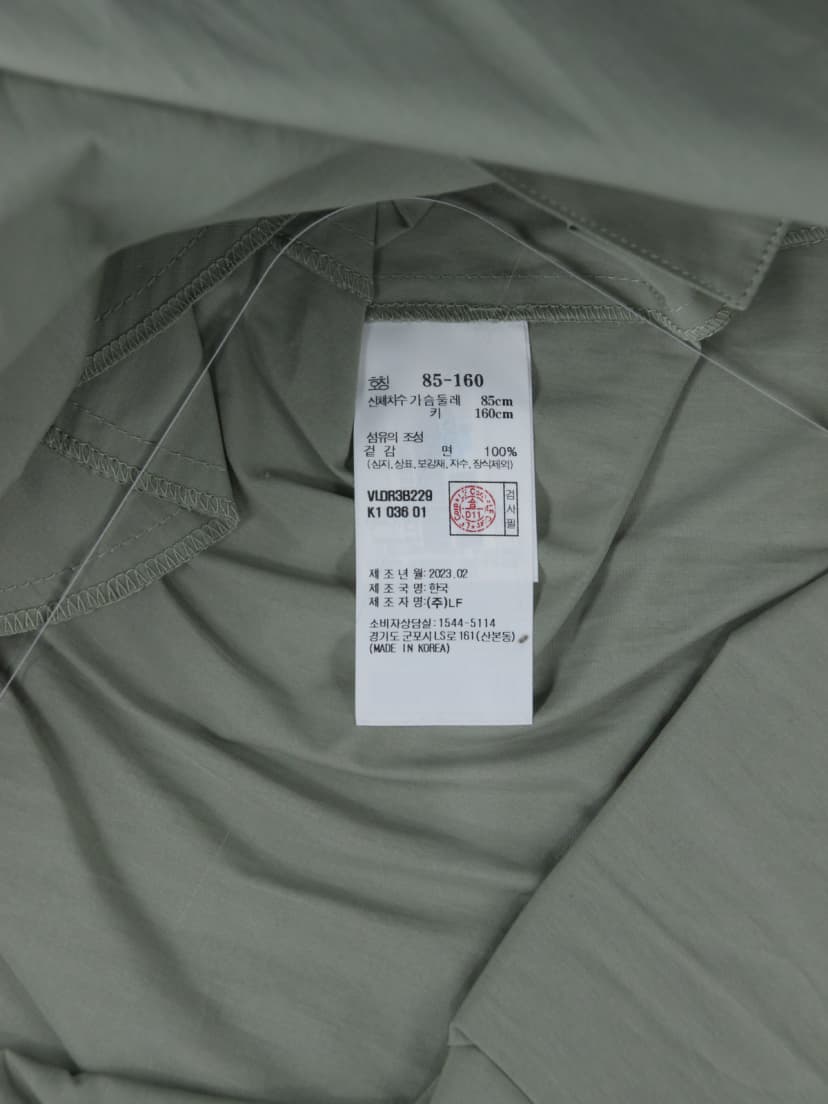 호칭 85-160
신체치수 가슴둘레 85cm
키 160cm
섬유의 조성
겉감 면 100%
(심지, 상표, 보강재, 자수, 장식제외)
VLDR3B229
K1 036 01
D11
검사필
제 조 년 월: 2023.02
제 조 국 명: 한국
제 조 자 명:(주)LF
소비자상담실: 1544-5114
경기도 군포시 LS로 161(산본동)
(MADE IN KOREA)